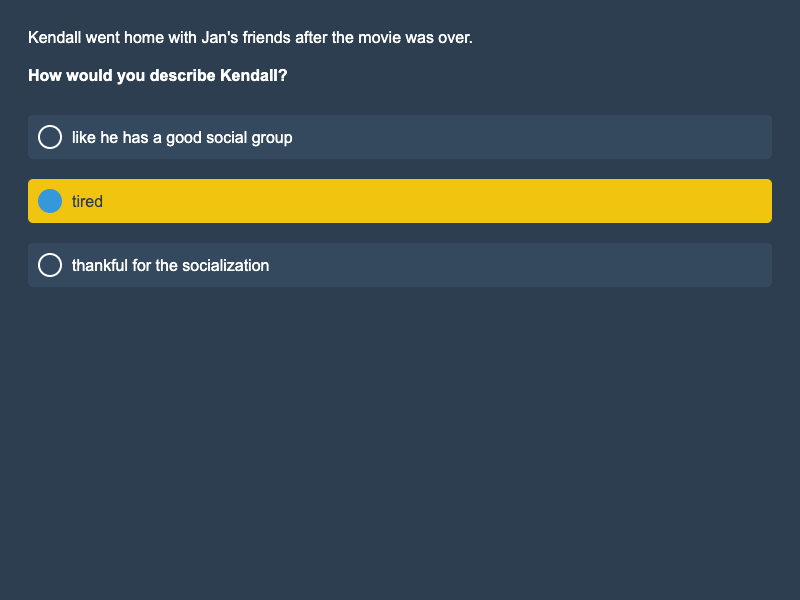 Kendall went home with Jan's friends after the movie was over.
How would you describe Kendall?
like he has a good social group
tired
thankful for the socialization